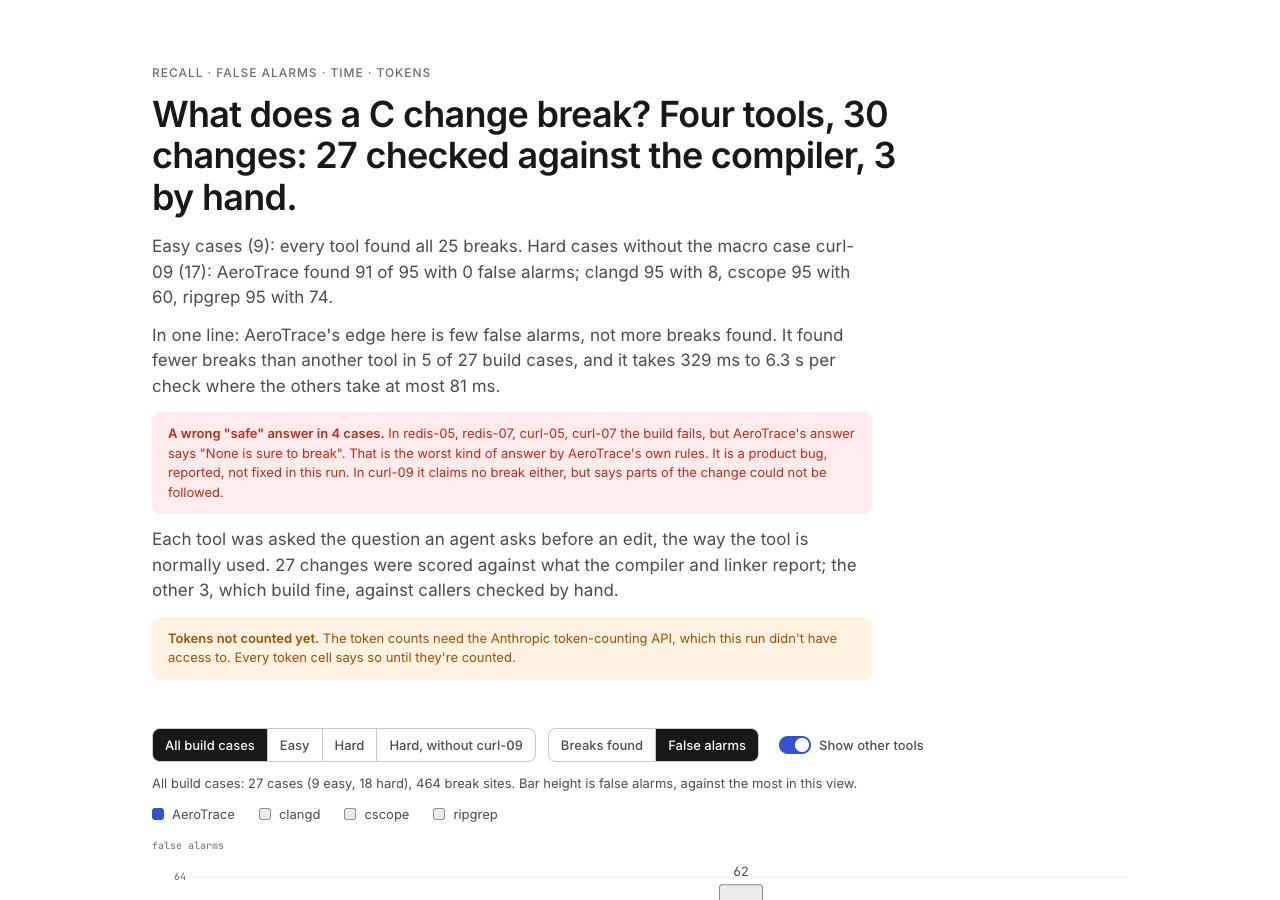 RECALL · FALSE ALARMS · TIME · TOKENS
What does a C change break? Four tools, 30
changes: 27 checked against the compiler, 3
by hand.
Easy cases (9): every tool found all 25 breaks. Hard cases without the macro case curl-
09 (17): AeroTrace found 91 of 95 with 0 false alarms; clangd 95 with 8, cscope 95 with
60, ripgrep 95 with 74.
In one line: AeroTrace's edge here is few false alarms, not more breaks found. It found
fewer breaks than another tool in 5 of 27 build cases, and it takes 329 ms to 6.3 s per
check where the others take at most 81 ms.
A wrong "safe" answer in 4 cases. In redis-05, redis-07, curl-05, curl-07 the build fails, but AeroTrace's answer
says "None is sure to break". That is the worst kind of answer by AeroTrace's own rules. It is a product bug,
reported, not fixed in this run. In curl-09 it claims no break either, but says parts of the change could not be
followed.
Each tool was asked the question an agent asks before an edit, the way the tool is
normally used. 27 changes were scored against what the compiler and linker report; the
other 3, which build fine, against callers checked by hand.
Tokens not counted yet. The token counts need the Anthropic token-counting API, which this run didn't have
access to. Every token cell says so until they're counted.
All build cases Easy Hard Hard, without curl-09 Breaks found False alarms Show other tools
All build cases: 27 cases (9 easy, 18 hard), 464 break sites. Bar height is false alarms, against the most in this view.
AeroTrace clangd cscope ripgrep
false alarms
62
64